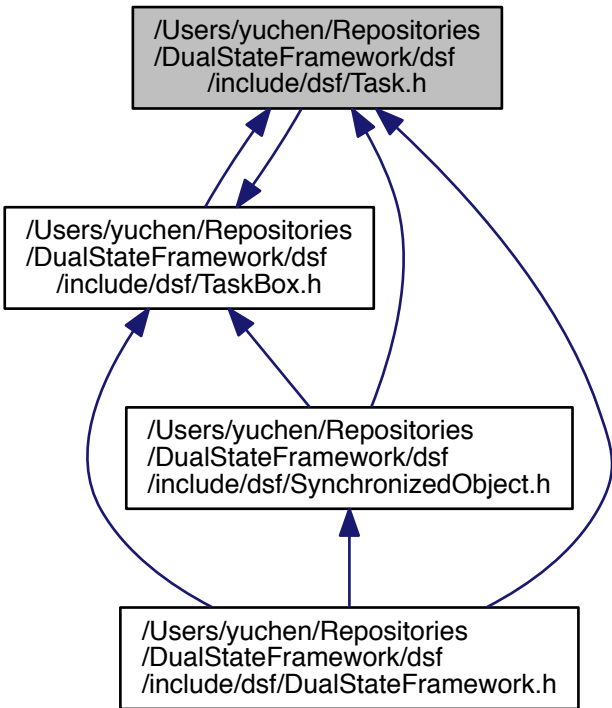 /Users/yuchen/Repositories
/DualStateFramework/dsf
/include/dsf/Task.h
/Users/yuchen/Repositories
/DualStateFramework/dsf
/include/dsf/TaskBox.h
/Users/yuchen/Repositories
/DualStateFramework/dsf
/include/dsf/SynchronizedObject.h
/Users/yuchen/Repositories
/DualStateFramework/dsf
/include/dsf/DualStateFramework.h